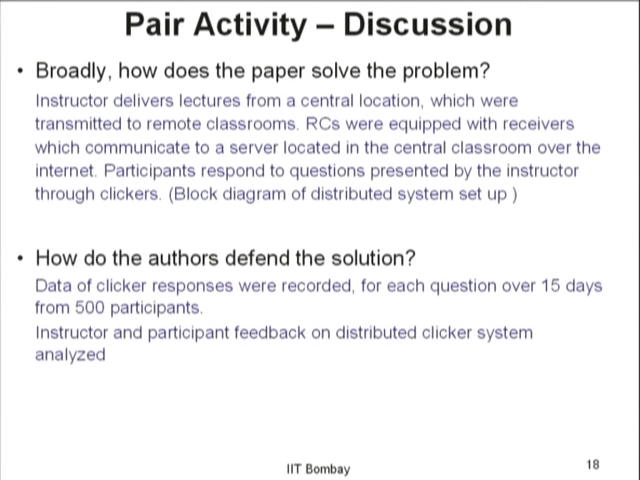 Pair Activity – Discussion
• Broadly, how does the paper solve the problem?
Instructor delivers lectures from a central location, which were
transmitted to remote classrooms. RCs were equipped with receivers
which communicate to a server located in the central classroom over the
internet. Participants respond to questions presented by the instructor
through clickers. (Block diagram of distributed system set up )
• How do the authors defend the solution?
Data of clicker responses were recorded, for each question over 15 days
from 500 participants.
Instructor and participant feedback on distributed clicker system
analyzed
IIT Bombay
18